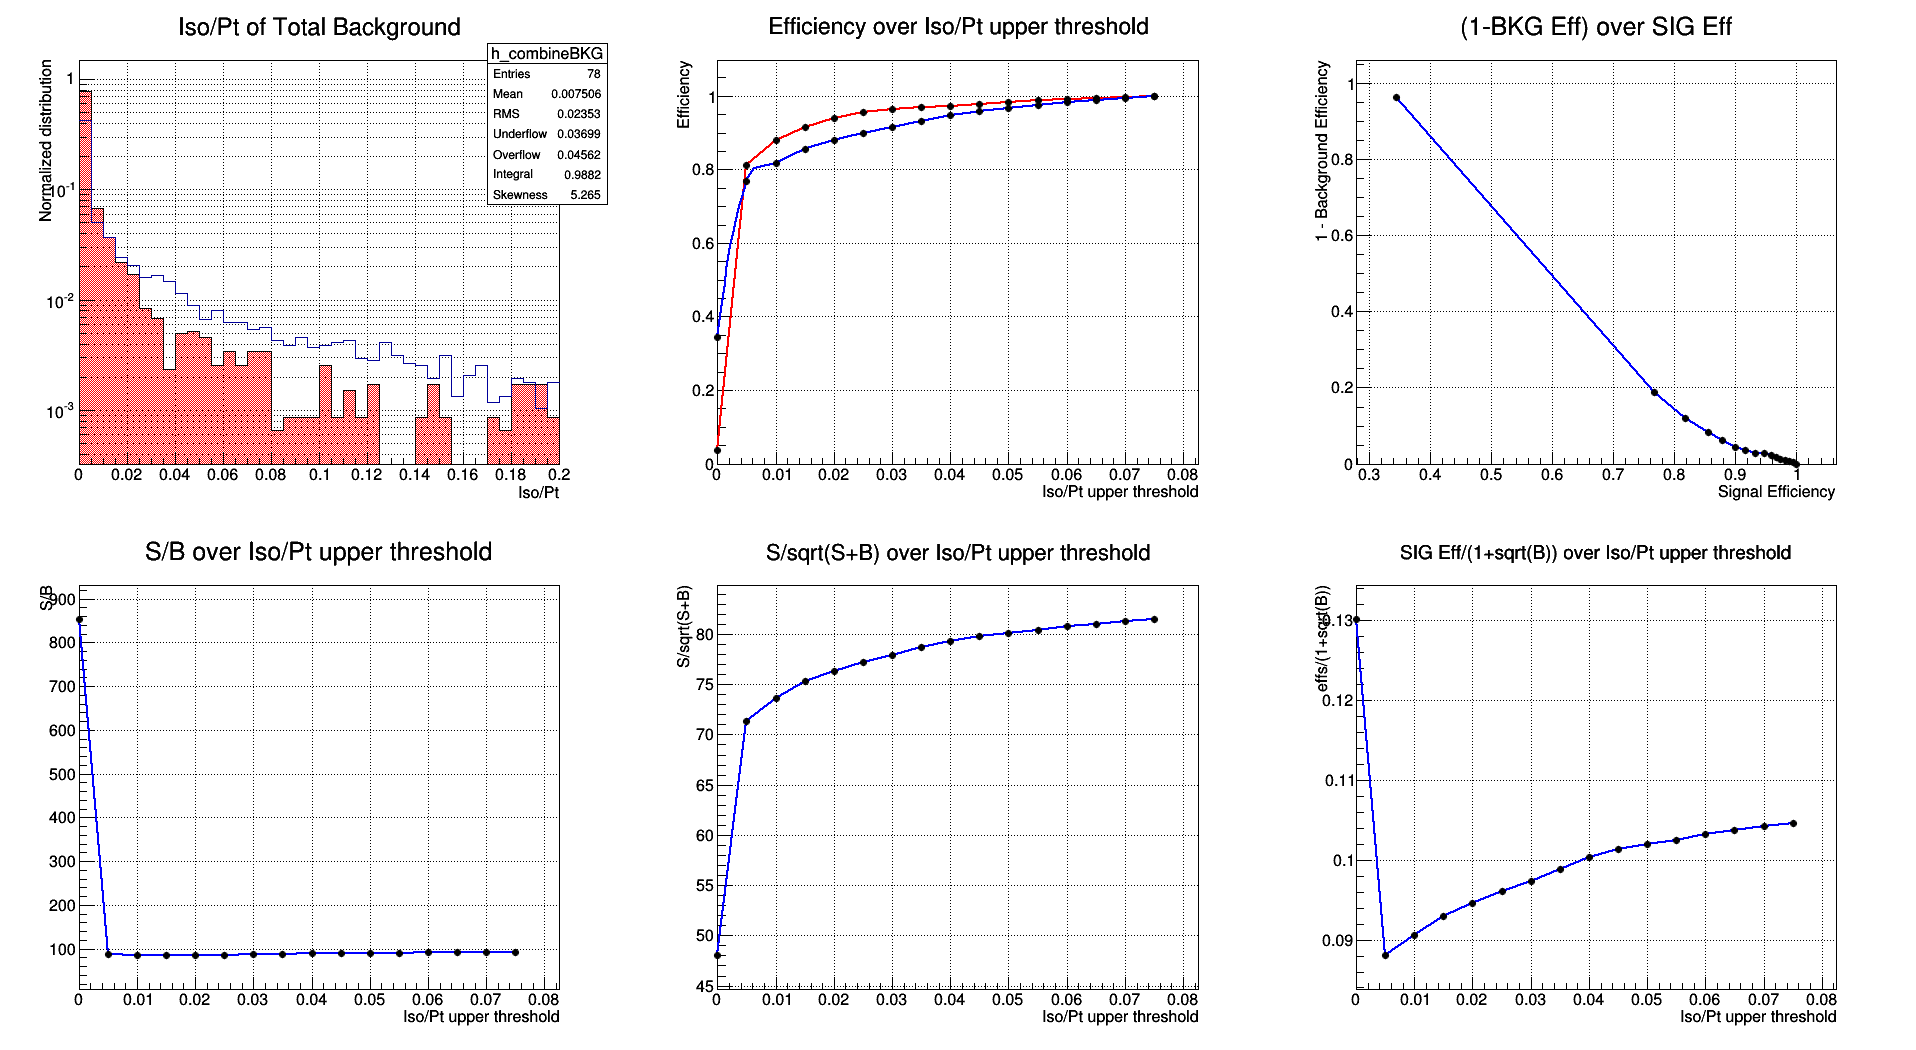 Iso/Pt of Total Background
Normalized distribution
1
10-1
10-2
10-3
h_combineBKG
Entries 78
Mean 0.007506
RMS 0.02353
Underflow 0.03699
Overflow 0.04562
Integral 0.9882
Skewness 5.265
0 0.02 0.04 0.06 0.08 0.1 0.12 0.14 0.16 0.18 0.2
Iso/Pt
Efficiency over Iso/Pt upper threshold
Efficiency
1
0.8
0.6
0.4
0.2
0
0 0.01 0.02 0.03 0.04 0.05 0.06 0.07 0.08
Iso/Pt upper threshold
(1-BKG Eff) over SIG Eff
1 - Background Efficiency
1
0.8
0.6
0.4
0.2
0
0.3 0.4 0.5 0.6 0.7 0.8 0.9 1
Signal Efficiency
S/B over Iso/Pt upper threshold
S/B
900
800
700
600
500
400
300
200
100
0 0.01 0.02 0.03 0.04 0.05 0.06 0.07 0.08
Iso/Pt upper threshold
S/sqrt(S+B) over Iso/Pt upper threshold
S/sqrt(S+B)
80
75
70
65
60
55
50
45
0 0.01 0.02 0.03 0.04 0.05 0.06 0.07 0.08
Iso/Pt upper threshold
SIG Eff/(1+sqrt(B)) over Iso/Pt upper threshold
effs/(1+sqrt(B))
0.13
0.12
0.11
0.1
0.09
0 0.01 0.02 0.03 0.04 0.05 0.06 0.07 0.08
Iso/Pt upper threshold